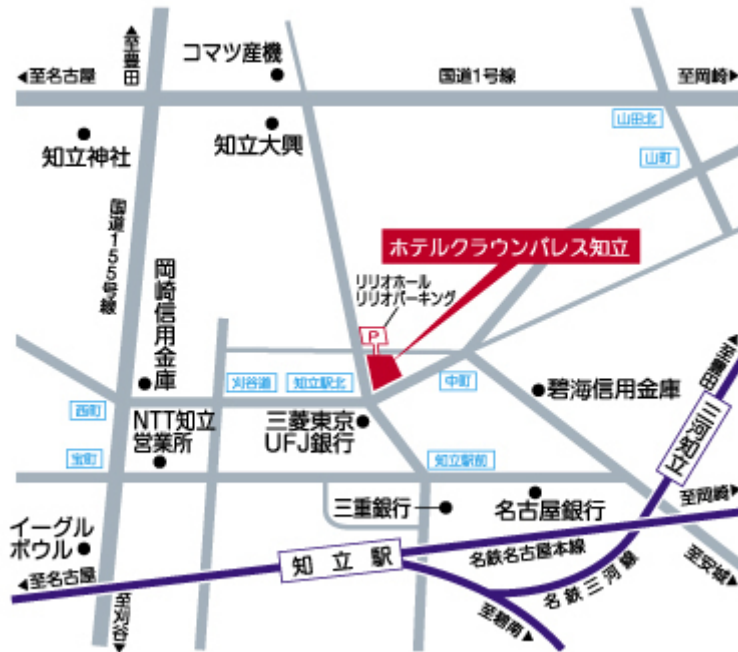 ▲至豊田
コマツ産機
◀至名古屋
国道1号線
至岡崎▶
知立神社
知立大興
山田北
山町
国道155号線
ホテルクラウンパレス知立
リリオホール
リリオパーキング
P
岡崎信用金庫
刈谷道
知立駅北
中町
碧海信用金庫
▲至豊田
三河知立
西町
NTT知立
営業所
三菱東京
UFJ銀行
宝町
知立駅前
三重銀行
名古屋銀行
至岡崎▶
イーグル
ボウル
知立駅
名鉄名古屋本線
名鉄三河線
至安城▶
◀至名古屋
至刈谷▼
至碧南▼